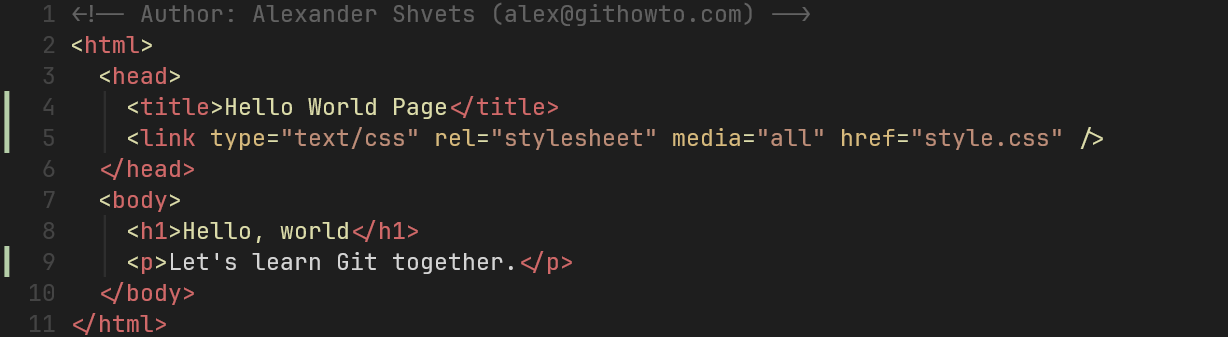 1 <!-- Author: Alexander Shvets (alex@githowto.com) -->
2 <html>
3   <head>
4     <title>Hello World Page</title>
5     <link type="text/css" rel="stylesheet" media="all" href="style.css" />
6   </head>
7   <body>
8     <h1>Hello, world</h1>
9     <p>Let's learn Git together.</p>
10   </body>
11 </html>